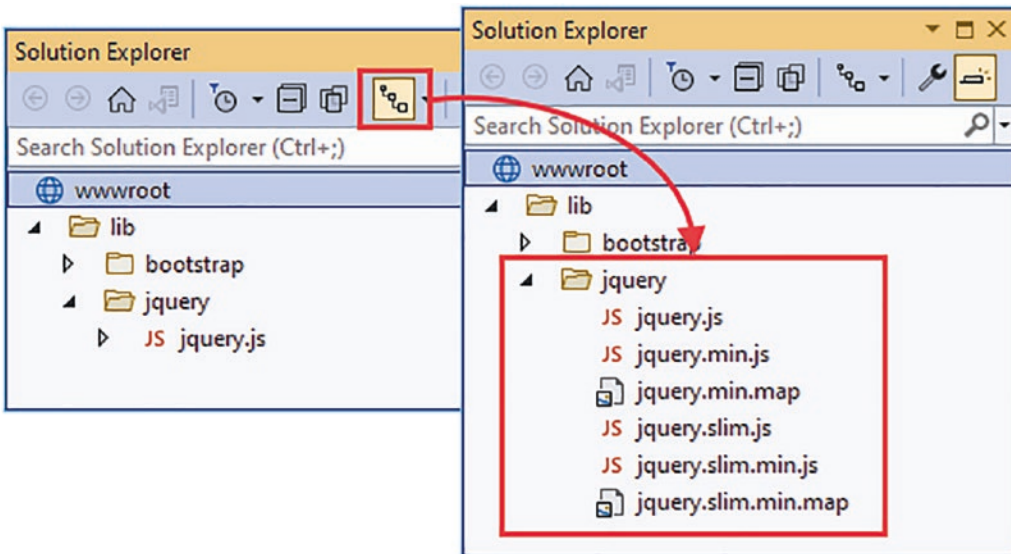 Solution Explorer
Search Solution Explorer (Ctrl+;)
wwwroot
lib
bootstrap
jquery
JS jquery.js
Solution Explorer
Search Solution Explorer (Ctrl+;)
wwwroot
lib
bootstrap
jquery
JS jquery.js
JS jquery.min.js
jquery.min.map
JS jquery.slim.js
JS jquery.slim.min.js
jquery.slim.min.map